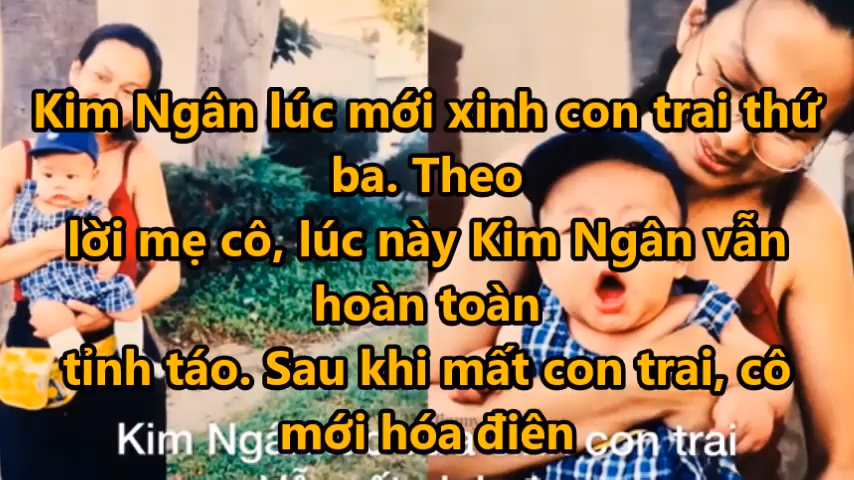 Kim Ngân lúc mới xinh con trai thứ
ba. Theo
lời mẹ cô, lúc này Kim Ngân vẫn
hoàn toàn
tỉnh táo. Sau khi mất con trai, cô
mới hóa điên
Kim con trai